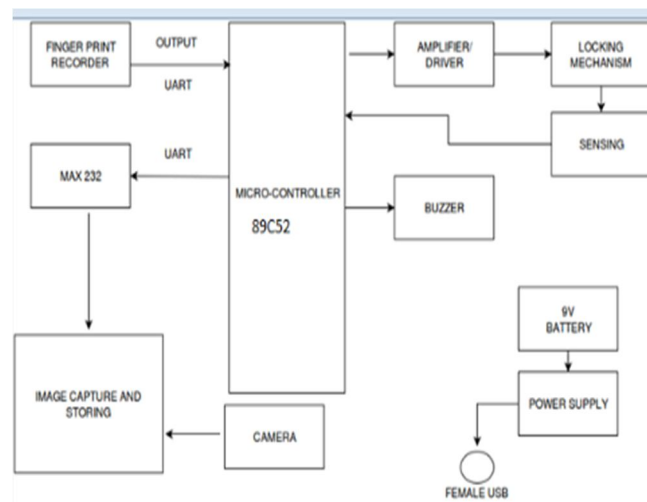 FINGER PRINT
RECORDER
OUTPUT
UART
AMPLIFIER/
DRIVER
LOCKING
MECHANISM
SENSING
MAX 232
UART
MICRO-CONTROLLER
89C52
BUZZER
9V
BATTERY
IMAGE CAPTURE AND
STORING
CAMERA
POWER SUPPLY
FEMALE USB